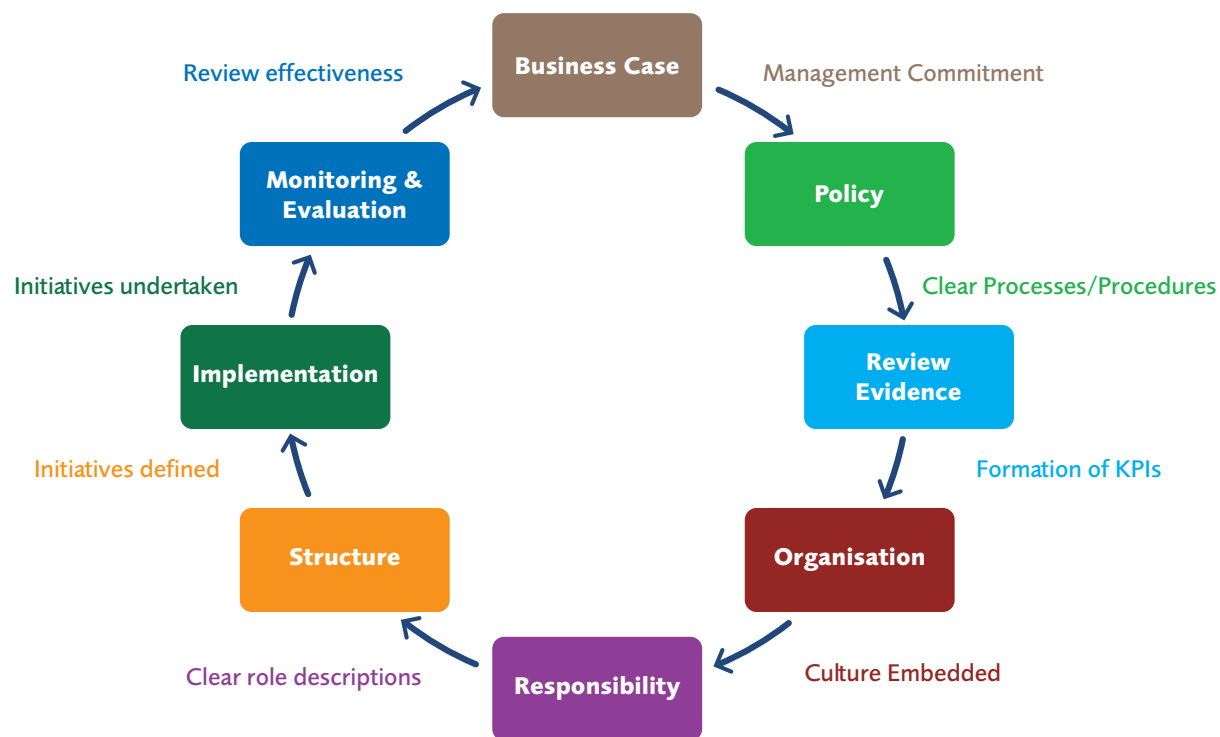 Business Case
Management Commitment
Policy
Clear Processes/Procedures
Review
Evidence
Formation of KPIs
Organisation
Culture Embedded
Responsibility
Clear role descriptions
Structure
Initiatives defined
Implementation
Initiatives undertaken
Monitoring &
Evaluation
Review effectiveness